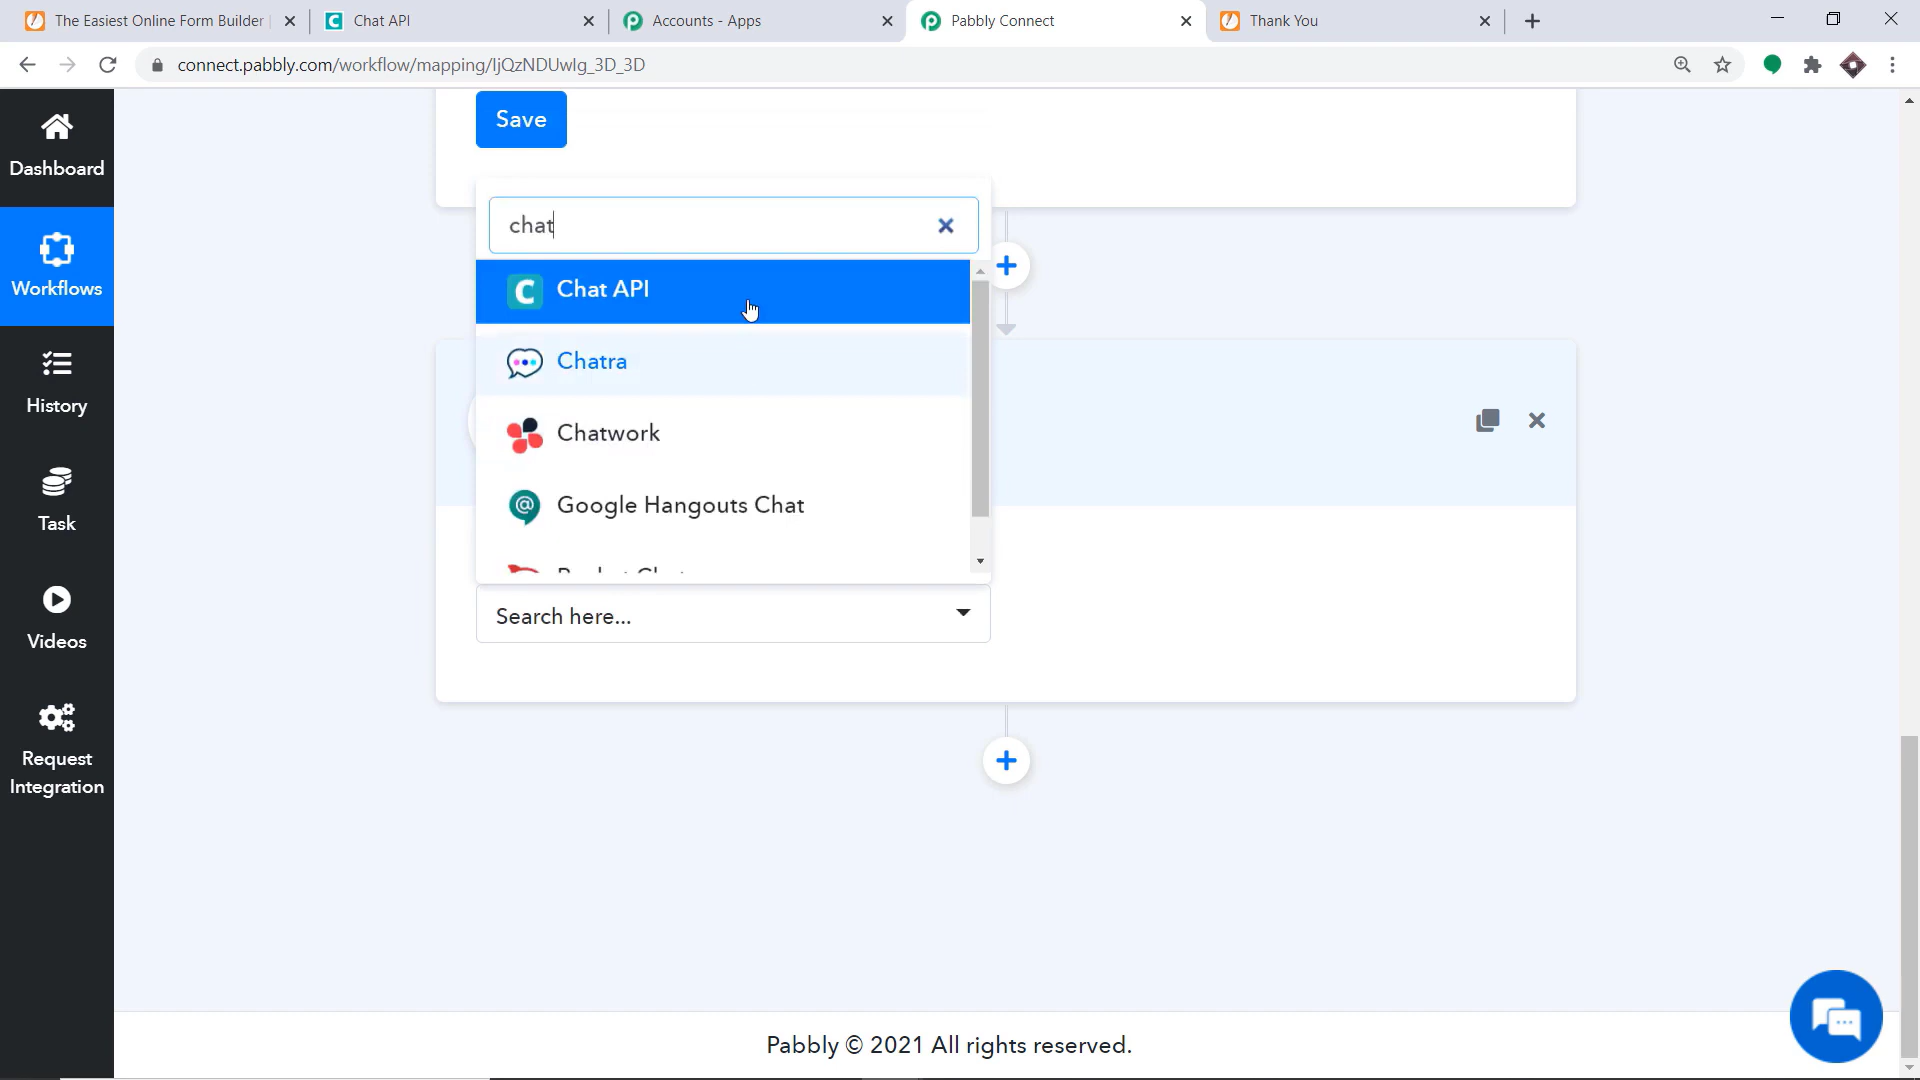 The Easiest Online Form Builder
Chat API
Accounts - Apps
Pabbly Connect
Thank You
connect.pabbly.com/workflow/mapping/IjQzNDUwIg_3D_3D
Dashboard
Workflows
History
Task
Videos
Request
Integration
Save
chat
Chat API
Chatra
Chatwork
Google Hangouts Chat
Search here...
Pabbly © 2021 All rights reserved.